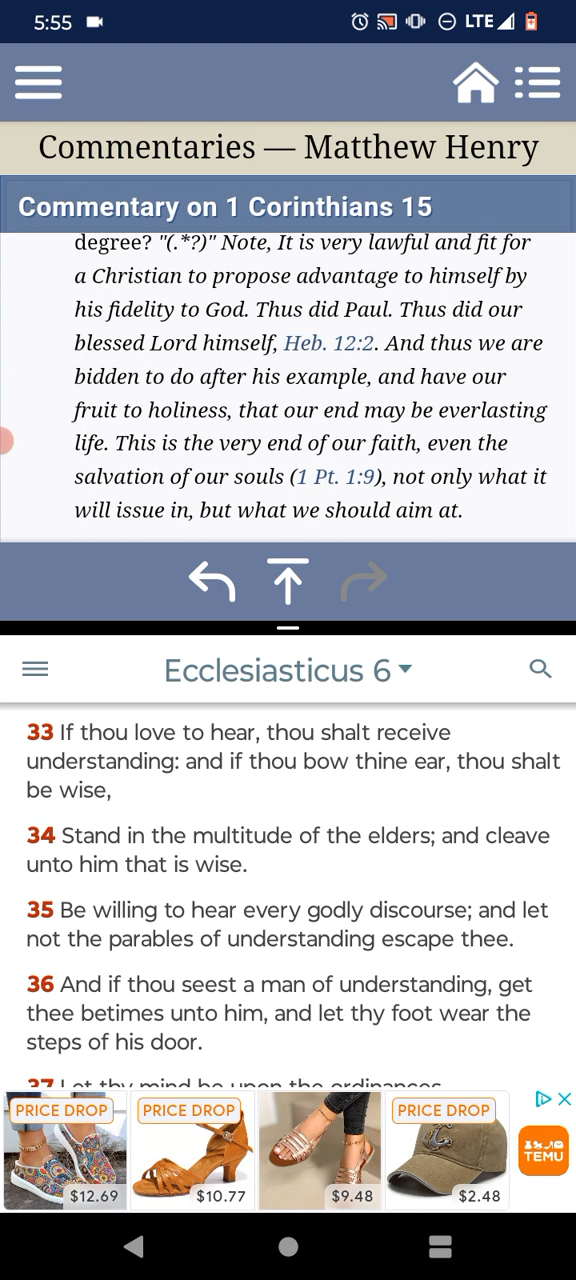 5:55
LTE
Commentaries — Matthew Henry
Commentary on 1 Corinthians 15
degree? "(.*?)" Note, It is very lawful and fit for
a Christian to propose advantage to himself by
his fidelity to God. Thus did Paul. Thus did our
blessed Lord himself, Heb. 12:2. And thus we are
bidden to do after his example, and have our
fruit to holiness, that our end may be everlasting
life. This is the very end of our faith, even the
salvation of our souls (1 Pt. 1:9), not only what it
will issue in, but what we should aim at.
Ecclesiasticus 6
33 If thou love to hear, thou shalt receive
understanding: and if thou bow thine ear, thou shalt
be wise,
34 Stand in the multitude of the elders; and cleave
unto him that is wise.
35 Be willing to hear every godly discourse; and let
not the parables of understanding escape thee.
36 And if thou seest a man of understanding, get
thee betimes unto him, and let thy foot wear the
steps of his door.
37 Let thy mind be upon the ordinances
PRICE DROP
PRICE DROP
PRICE DROP
TEMU
$12.69
$10.77
$9.48
$2.48